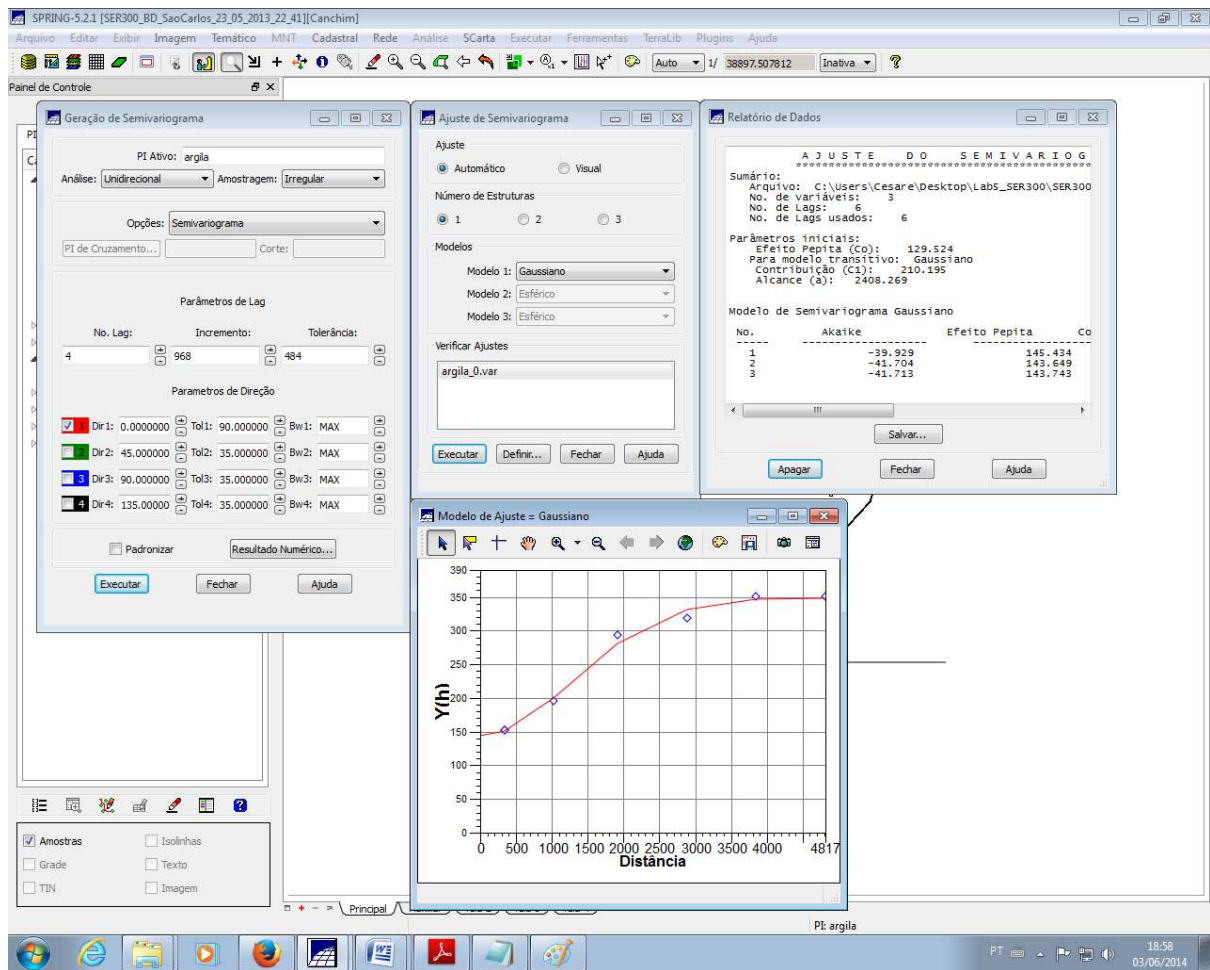 SPRING-5.2.1 [SER300_BD_SaoCarlos_23_05_2013_22_41][Canchim]
Arquivo Editar Exibir Imagem Temático MNT Cadastral Rede Análise SCarta Executar Ferramentas TerraLib Plugins Ajuda
Auto 1/ 38897.507812 Inativa
Painel de Controle
Geração de Semivariograma
PI Ativo: argila
Análise: Unidirecional Amostragem: Irregular
Opções: Semivariograma
PI de Cruzamento... Corte:
Parâmetros de Lag
No. Lag: Incremento: Tolerância:
4 968 484
Parametros de Direção
1 Dir1: 0.0000000 Tol1: 90.000000 Bw1: MAX
2 Dir2: 45.000000 Tol2: 35.000000 Bw2: MAX
3 Dir3: 90.000000 Tol3: 35.000000 Bw3: MAX
4 Dir4: 135.00000 Tol4: 35.000000 Bw4: MAX
Padronizar Resultado Numérico...
Executar Fechar Ajuda
Ajuste de Semivariograma
Ajuste
Automático Visual
Número de Estruturas
1 2 3
Modelos
Modelo 1: Gaussiano
Modelo 2: Esférico
Modelo 3: Esférico
Verificar Ajustes
argila_0.var
Executar Definir... Fechar Ajuda
Relatório de Dados
A J U S T E D O S E M I V A R I O G
Sumário:
Arquivo: C:\Users\Cesare\Desktop\Lab5_SER300\SER300
No. de variáveis: 3
No. de Lags: 6
No. de Lags usados: 6
Parâmetros iniciais:
Efeito Pepita (Co): 129.524
Para modelo transitivo: Gaussiano
Contribuição (C1): 210.195
Alcance (a): 2408.269
Modelo de Semivariograma Gaussiano
No. Akaike Efeito Pepita Co
1 -39.929 145.434
2 -41.704 143.649
3 -41.713 143.743
Salvar...
Apagar Fechar Ajuda
Modelo de Ajuste = Gaussiano
390
350
300
250
200
150
100
50
0
Y(h)
0 500 1000 1500 2000 2500 3000 3500 4000 4817
Distância
Amostras Isolinhas
Grade Texto
TIN Imagem
Principal
PI: argila
PT 18:58
03/06/2014